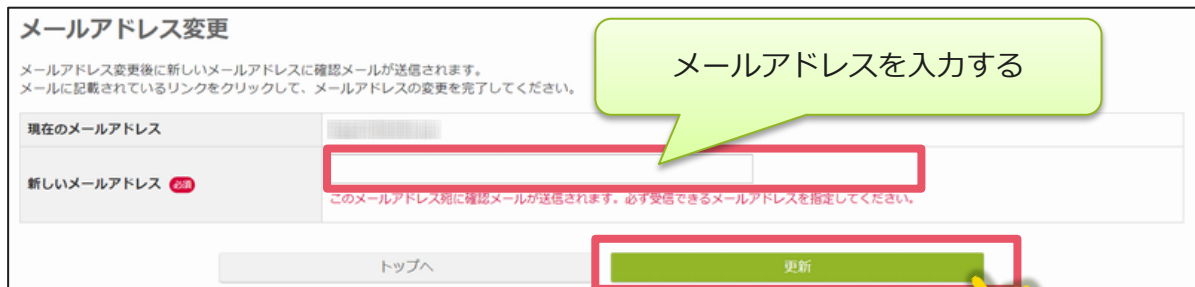 メールアドレス変更
メールアドレスを入力する
メールアドレス変更後に新しいメールアドレスに確認メールが送信されます。
メールに記載されているリンクをクリックして、メールアドレスの変更を完了してください。
現在のメールアドレス
新しいメールアドレス 必須
このメールアドレス宛に確認メールが送信されます。必ず受信できるメールアドレスを指定してください。
トップへ
更新